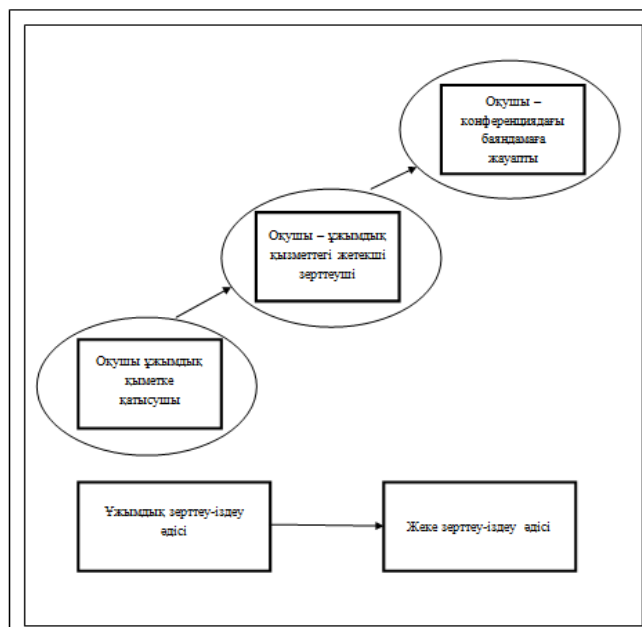 Оқушы –
конференциядағы
баяндамаға
жауапты
Оқушы – ұжымдық
қызметтегі жетекші
зерттеуші
Оқушы ұжымдық
қыметке
қатысушы
Ұжымдық зерттеу-іздеу
әдісі
Жеке зерттеу-іздеу әдісі